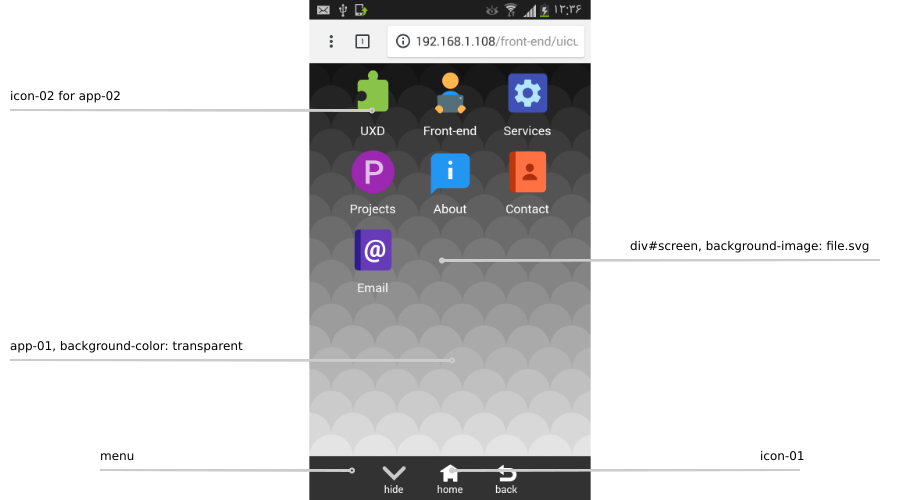 ۱۲:۳۶
1
192.168.1.108/front-end/uicu
icon-02 for app-02
UXD Front-end Services
P i
Projects About Contact
div#screen, background-image: file.svg
@
Email
app-01, background-color: transparent
menu
icon-01
hide home back